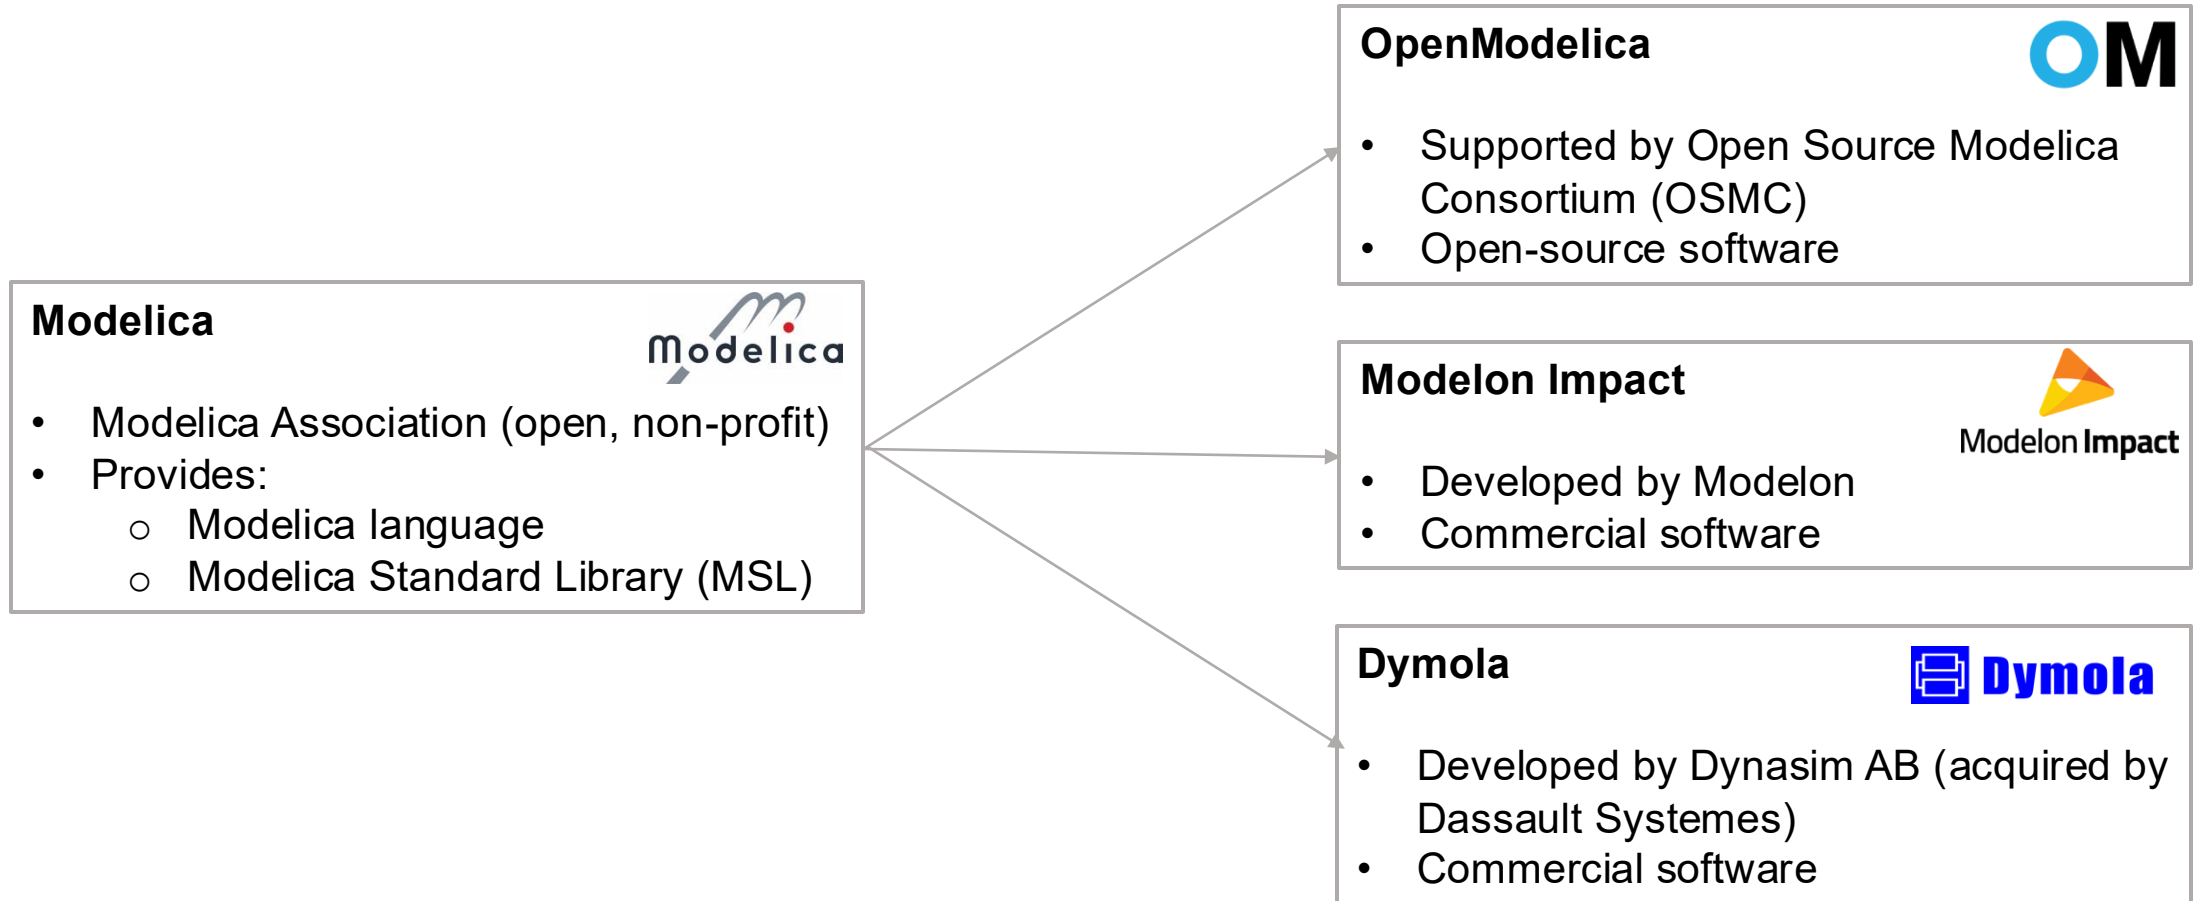 Modelica
modelica
• Modelica Association (open, non-profit)
• Provides:
o Modelica language
o Modelica Standard Library (MSL)
OpenModelica
OM
• Supported by Open Source Modelica
Consortium (OSMC)
• Open-source software
Modelon Impact
Modelon Impact
• Developed by Modelon
• Commercial software
Dymola
Dymola
• Developed by Dynasim AB (acquired by
Dassault Systemes)
• Commercial software